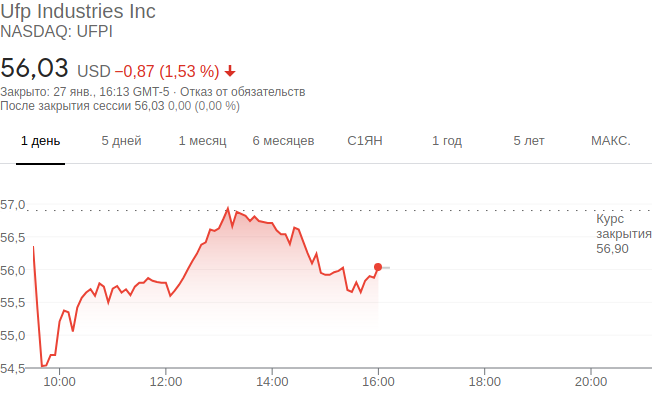 Ufp Industries Inc
NASDAQ: UFPI
56,03 USD −0,87 (1,53 %)
Закрыто: 27 янв., 16:13 GMT-5 · Отказ от обязательств
После закрытия сессии 56,03 0,00 (0,00 %)
1 день 5 дней 1 месяц 6 месяцев С1ЯН 1 год 5 лет МАКС.
57,0
Курс
закрытия
56,90
56,5
56,0
55,5
55,0
54,5
10:00 12:00 14:00 16:00 18:00 20:00